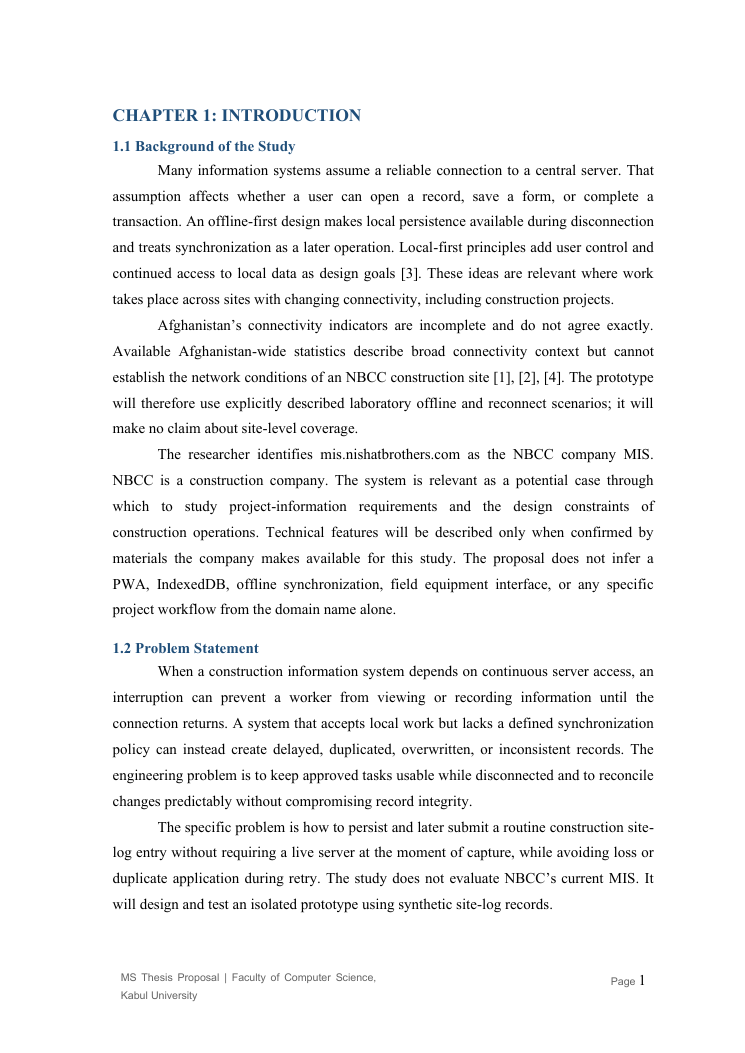 CHAPTER 1: INTRODUCTION
1.1 Background of the Study
Many information systems assume a reliable connection to a central server. That
assumption affects whether a user can open a record, save a form, or complete a
transaction. An offline-first design makes local persistence available during disconnection
and treats synchronization as a later operation. Local-first principles add user control and
continued access to local data as design goals [3]. These ideas are relevant where work
takes place across sites with changing connectivity, including construction projects.
Afghanistan’s connectivity indicators are incomplete and do not agree exactly.
Available Afghanistan-wide statistics describe broad connectivity context but cannot
establish the network conditions of an NBCC construction site [1], [2], [4]. The prototype
will therefore use explicitly described laboratory offline and reconnect scenarios; it will
make no claim about site-level coverage.
The researcher identifies mis.nishatbrothers.com as the NBCC company MIS.
NBCC is a construction company. The system is relevant as a potential case through
which to study project-information requirements and the design constraints of
construction operations. Technical features will be described only when confirmed by
materials the company makes available for this study. The proposal does not infer a
PWA, IndexedDB, offline synchronization, field equipment interface, or any specific
project workflow from the domain name alone.
1.2 Problem Statement
When a construction information system depends on continuous server access, an
interruption can prevent a worker from viewing or recording information until the
connection returns. A system that accepts local work but lacks a defined synchronization
policy can instead create delayed, duplicated, overwritten, or inconsistent records. The
engineering problem is to keep approved tasks usable while disconnected and to reconcile
changes predictably without compromising record integrity.
The specific problem is how to persist and later submit a routine construction site-
log entry without requiring a live server at the moment of capture, while avoiding loss or
duplicate application during retry. The study does not evaluate NBCC’s current MIS. It
will design and test an isolated prototype using synthetic site-log records.
MS Thesis Proposal | Faculty of Computer Science,
Kabul University
Page 1